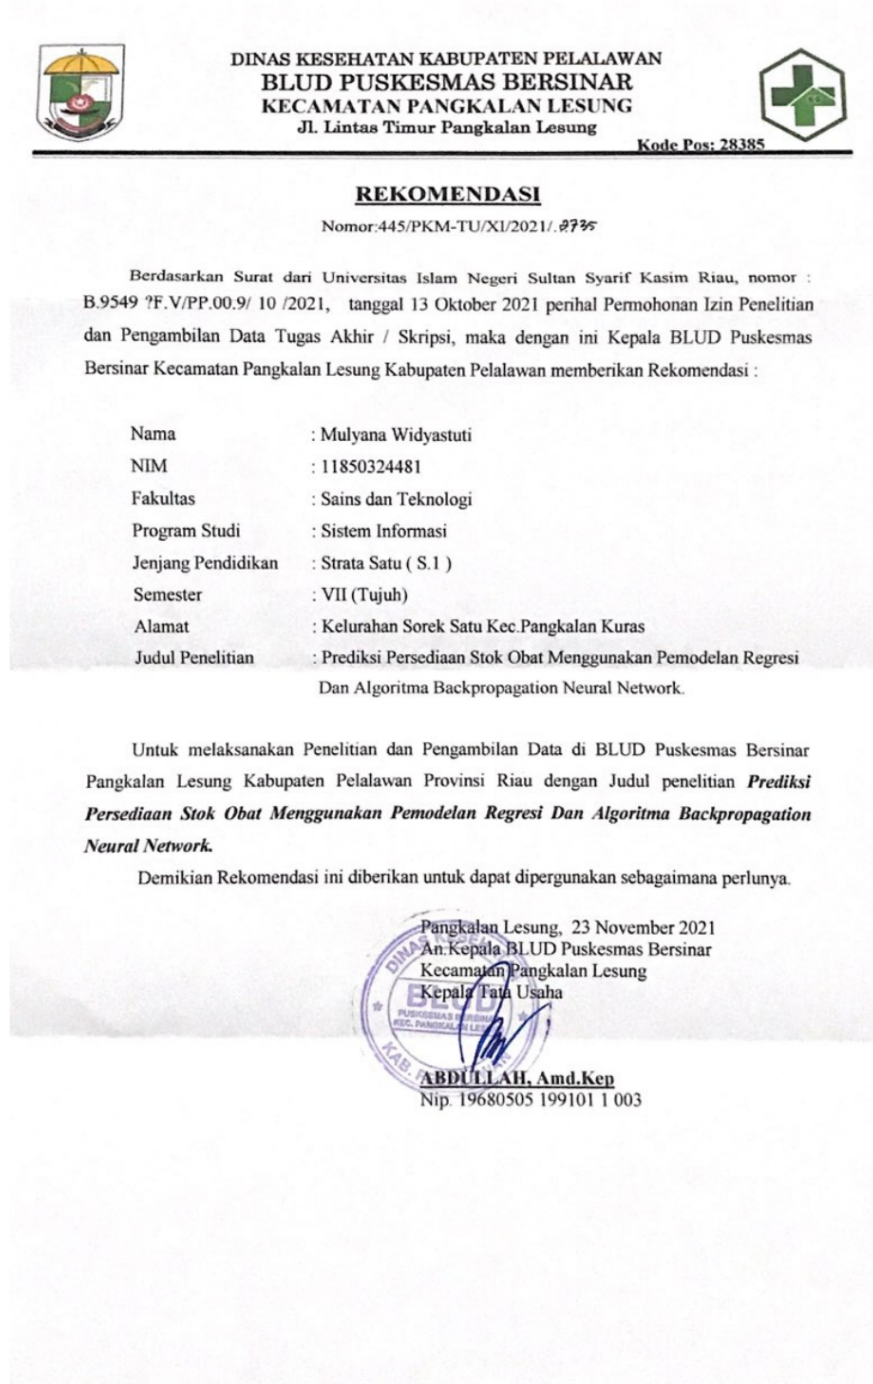 DINAS KESEHATAN KABUPATEN PELALAWAN
BLUD PUSKESMAS BERSINAR
KECAMATAN PANGKALAN LESUNG
Jl. Lintas Timur Pangkalan Lesung
Kode Pos: 28385
REKOMENDASI
Nomor:445/PKM-TU/XI/2021/.2735
Berdasarkan Surat dari Universitas Islam Negeri Sultan Syarif Kasim Riau, nomor :
B.9549 ?F.V/PP.00.9/ 10 /2021, tanggal 13 Oktober 2021 perihal Permohonan Izin Penelitian
dan Pengambilan Data Tugas Akhir / Skripsi, maka dengan ini Kepala BLUD Puskesmas
Bersinar Kecamatan Pangkalan Lesung Kabupaten Pelalawan memberikan Rekomendasi :
Nama : Mulyana Widyastuti
NIM : 11850324481
Fakultas : Sains dan Teknologi
Program Studi : Sistem Informasi
Jenjang Pendidikan : Strata Satu ( S.1 )
Semester : VII (Tujuh)
Alamat : Kelurahan Sorek Satu Kec.Pangkalan Kuras
Judul Penelitian : Prediksi Persediaan Stok Obat Menggunakan Pemodelan Regresi
Dan Algoritma Backpropagation Neural Network.
Untuk melaksanakan Penelitian dan Pengambilan Data di BLUD Puskesmas Bersinar
Pangkalan Lesung Kabupaten Pelalawan Provinsi Riau dengan Judul penelitian Prediksi
Persediaan Stok Obat Menggunakan Pemodelan Regresi Dan Algoritma Backpropagation
Neural Network.
Demikian Rekomendasi ini diberikan untuk dapat dipergunakan sebagaimana perlunya.
Pangkalan Lesung, 23 November 2021
An.Kepala BLUD Puskesmas Bersinar
Kecamatan Pangkalan Lesung
Kepala Tata Usaha
DINAS
BLUD
PUSKESMAS BERSINAR
KEC. PANGKALAN
KAB.
ABDULLAH, Amd.Kep
Nip. 19680505 199101 1 003